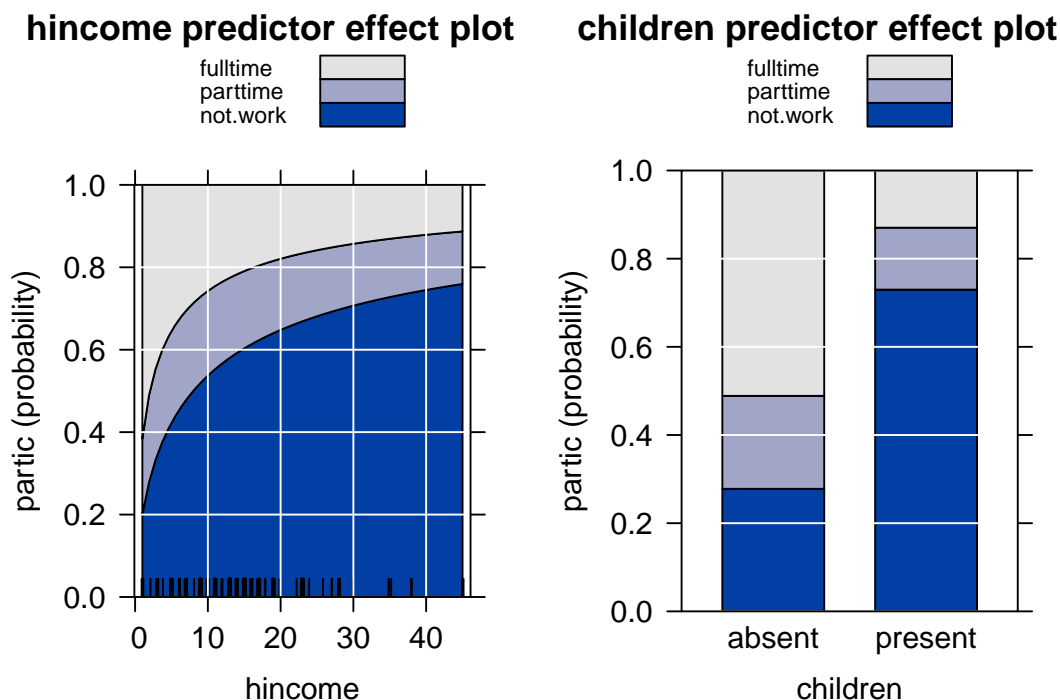 hincome predictor effect plot
fulltime
parttime
not.work
partic (probability)
1.0
0.8
0.6
0.4
0.2
0.0
0 10 20 30 40
hincome
children predictor effect plot
fulltime
parttime
not.work
partic (probability)
1.0
0.8
0.6
0.4
0.2
0.0
absent present
children